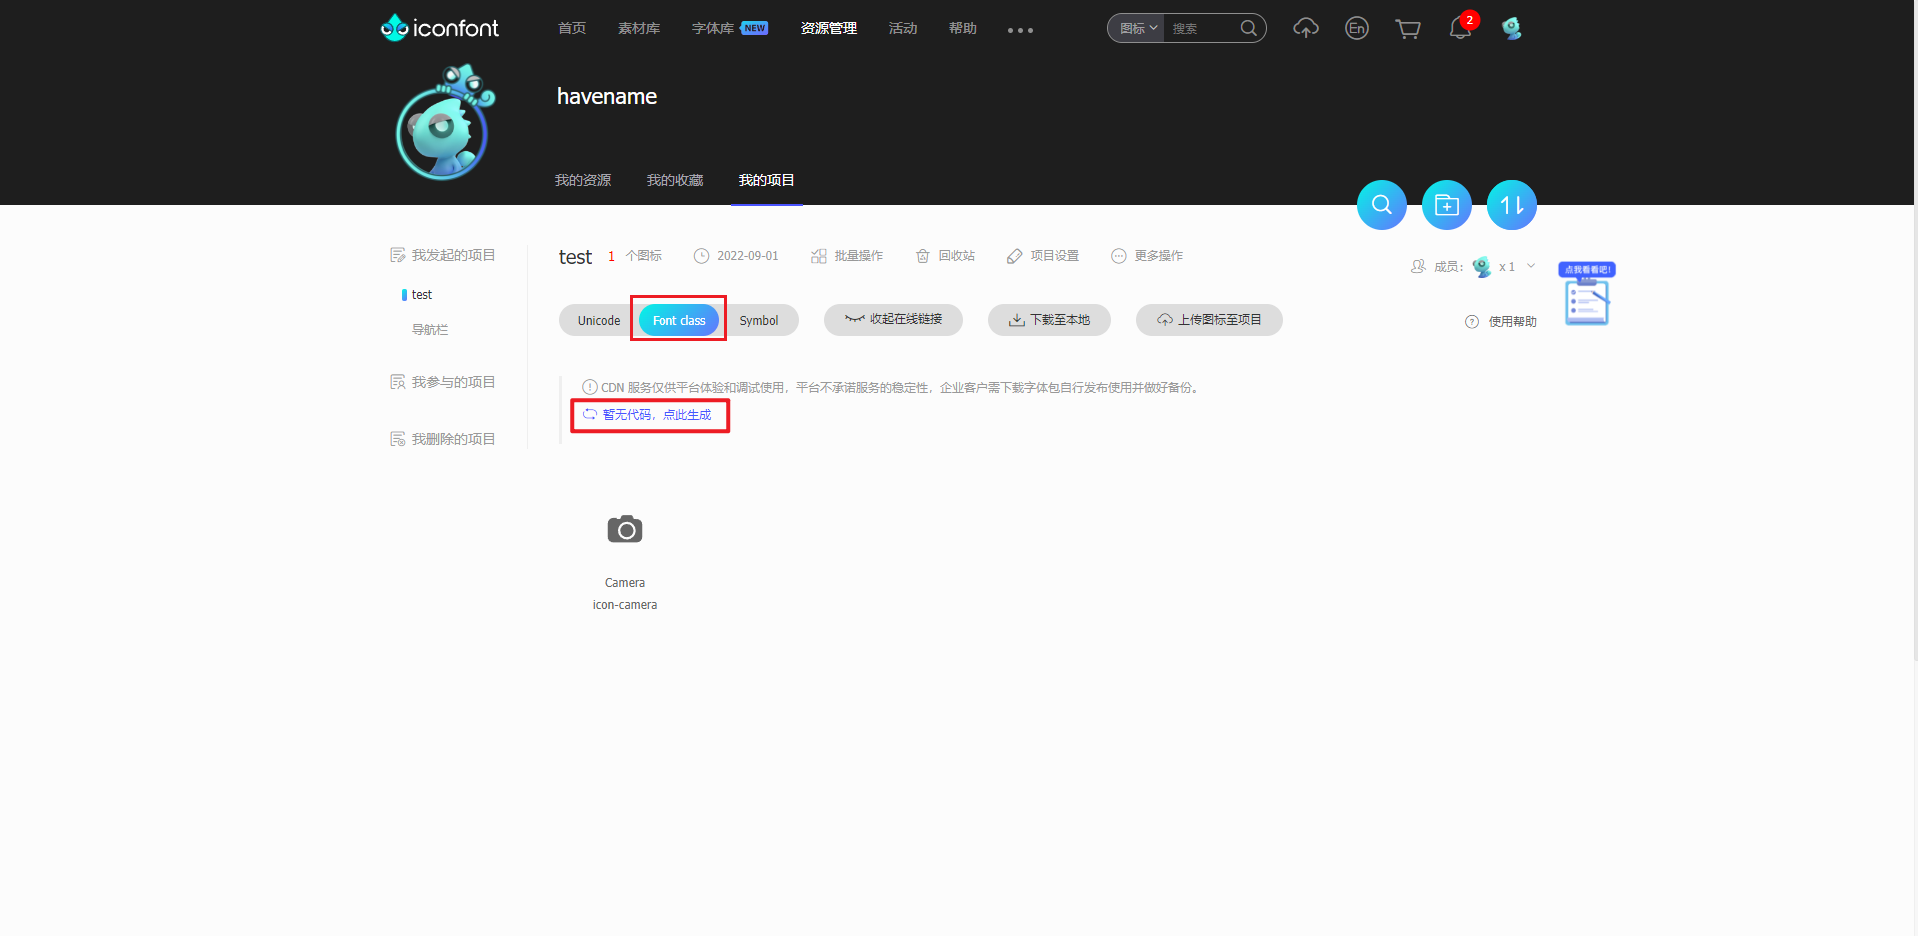 iconfont 首页 素材库 字体库 NEW 资源管理 活动 帮助 图标 搜索 En 2
havename
我的资源 我的收藏 我的项目
我发起的项目
test
导航栏
我参与的项目
我删除的项目
test 1 个图标 2022-09-01 批量操作 回收站 项目设置 更多操作
成员： x 1
点我看看吧!
Unicode Font class Symbol 收起在线链接 下载至本地 上传图标至项目 使用帮助
CDN 服务仅供平台体验和调试使用，平台不承诺服务的稳定性，企业客户需下载字体包自行发布使用并做好备份。
暂无代码，点此生成
Camera
icon-camera